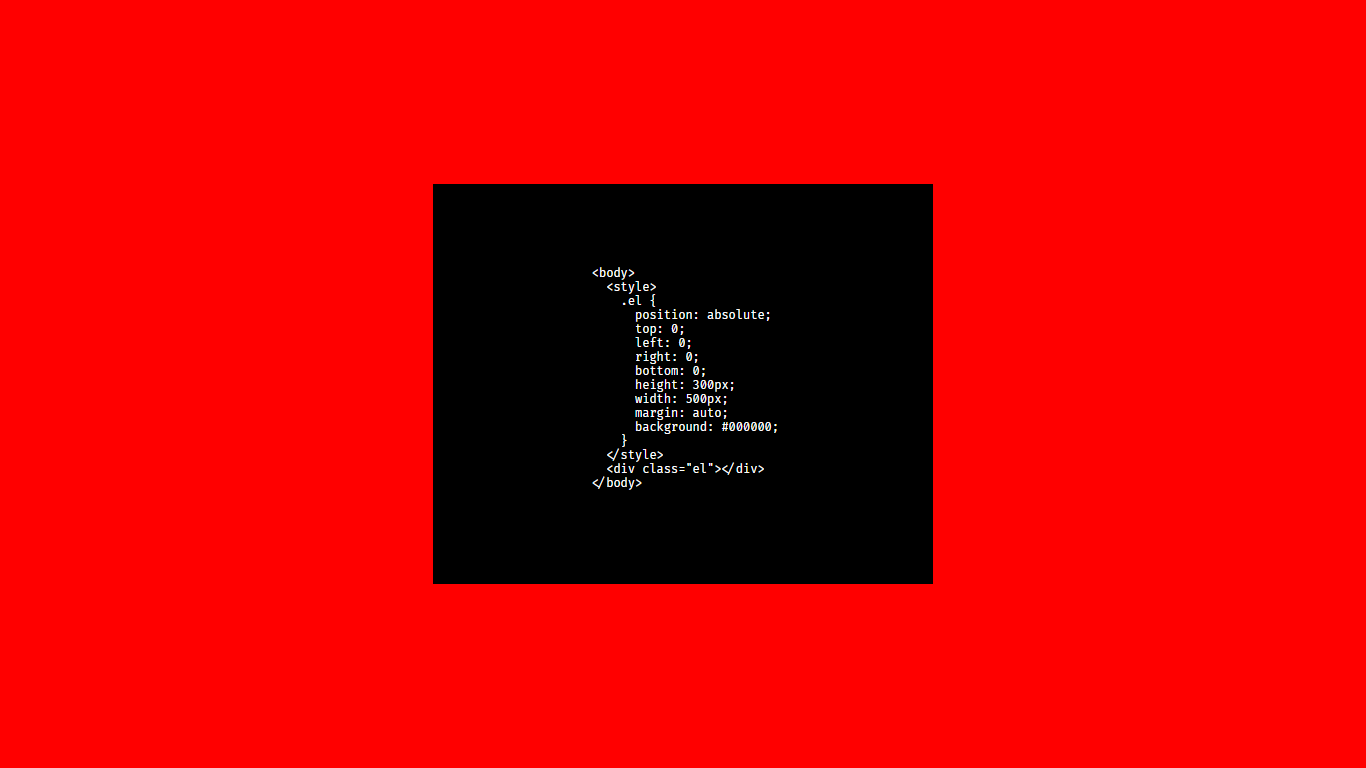 <body>
  <style>
    .el {
      position: absolute;
      top: 0;
      left: 0;
      right: 0;
      bottom: 0;
      height: 300px;
      width: 500px;
      margin: auto;
      background: #000000;
    }
  </style>
  <div class="el"></div>
</body>